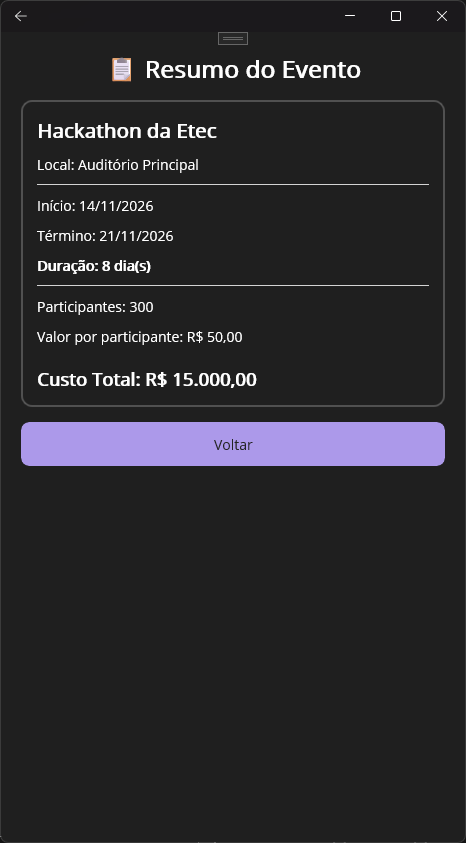 Resumo do Evento
Hackathon da Etec
Local: Auditório Principal
Início: 14/11/2026
Término: 21/11/2026
Duração: 8 dia(s)
Participantes: 300
Valor por participante: R$ 50,00
Custo Total: R$ 15.000,00
Voltar